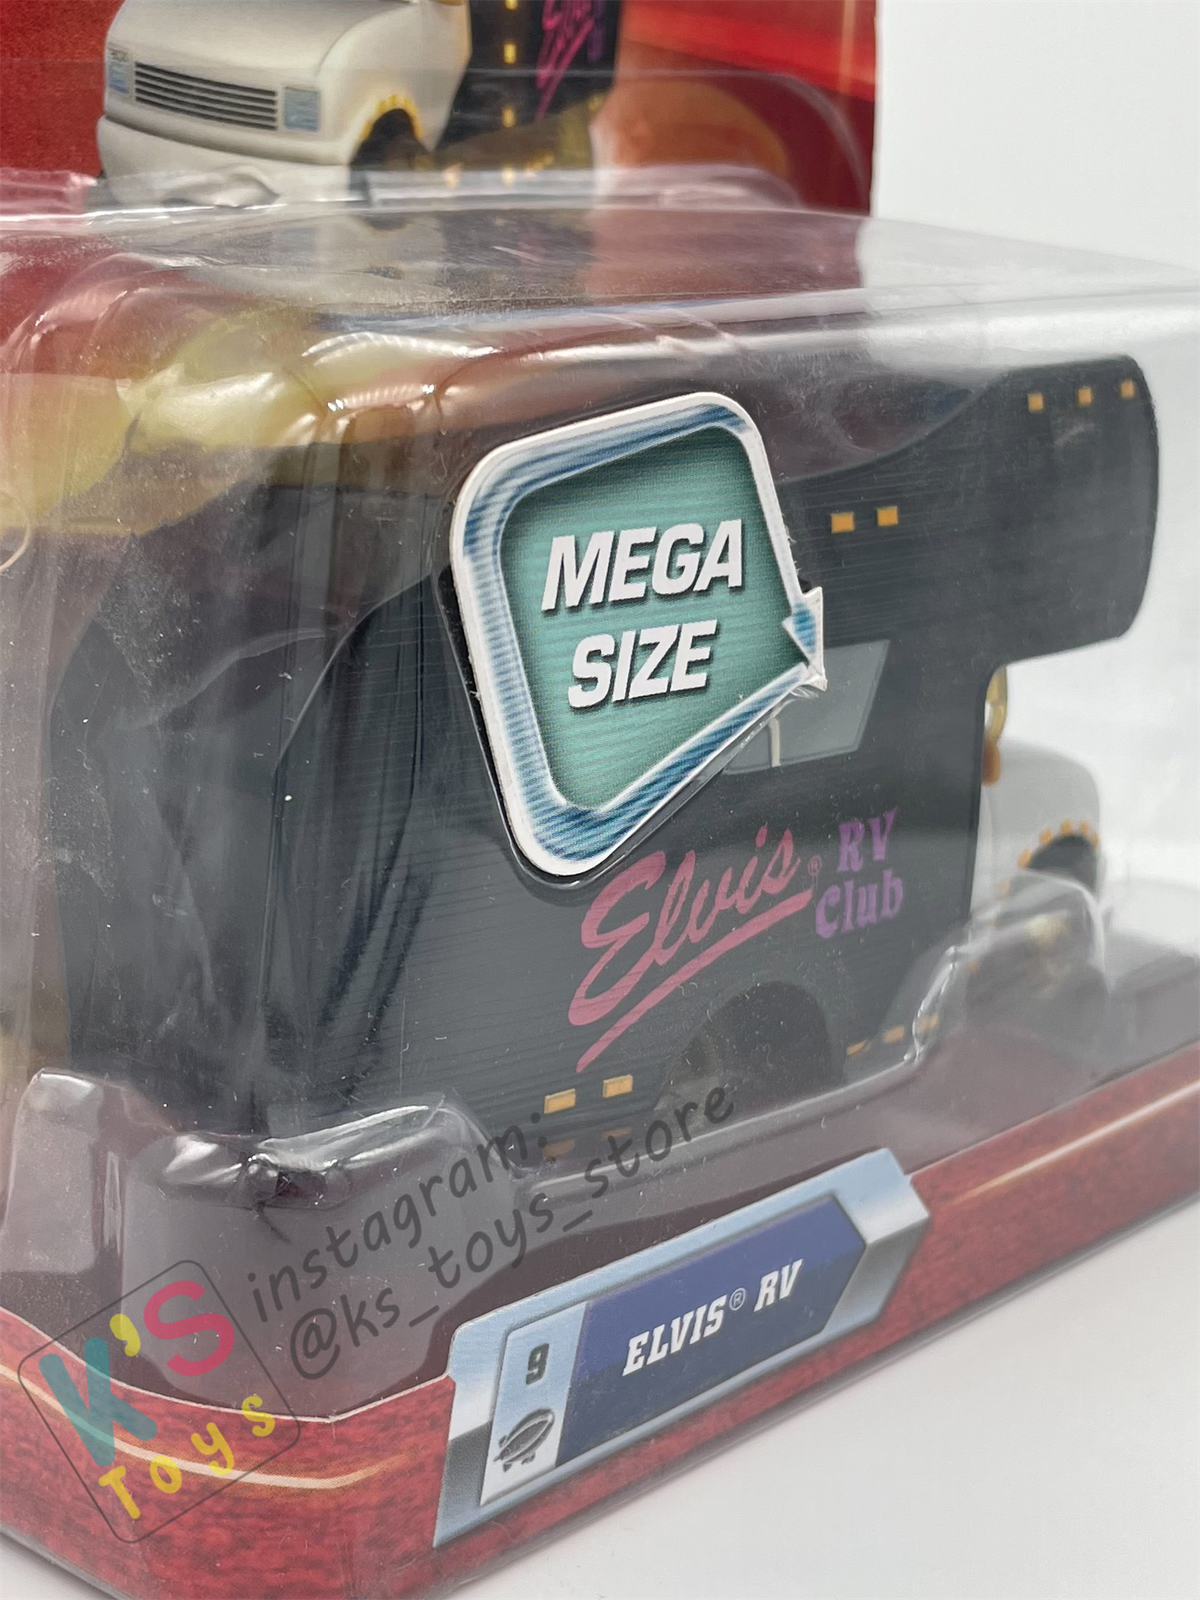 MEGA
SIZE
Elvis® RV
Club
instagram:
@ks_toys_store
K's
Toys
9
ELVIS® RV